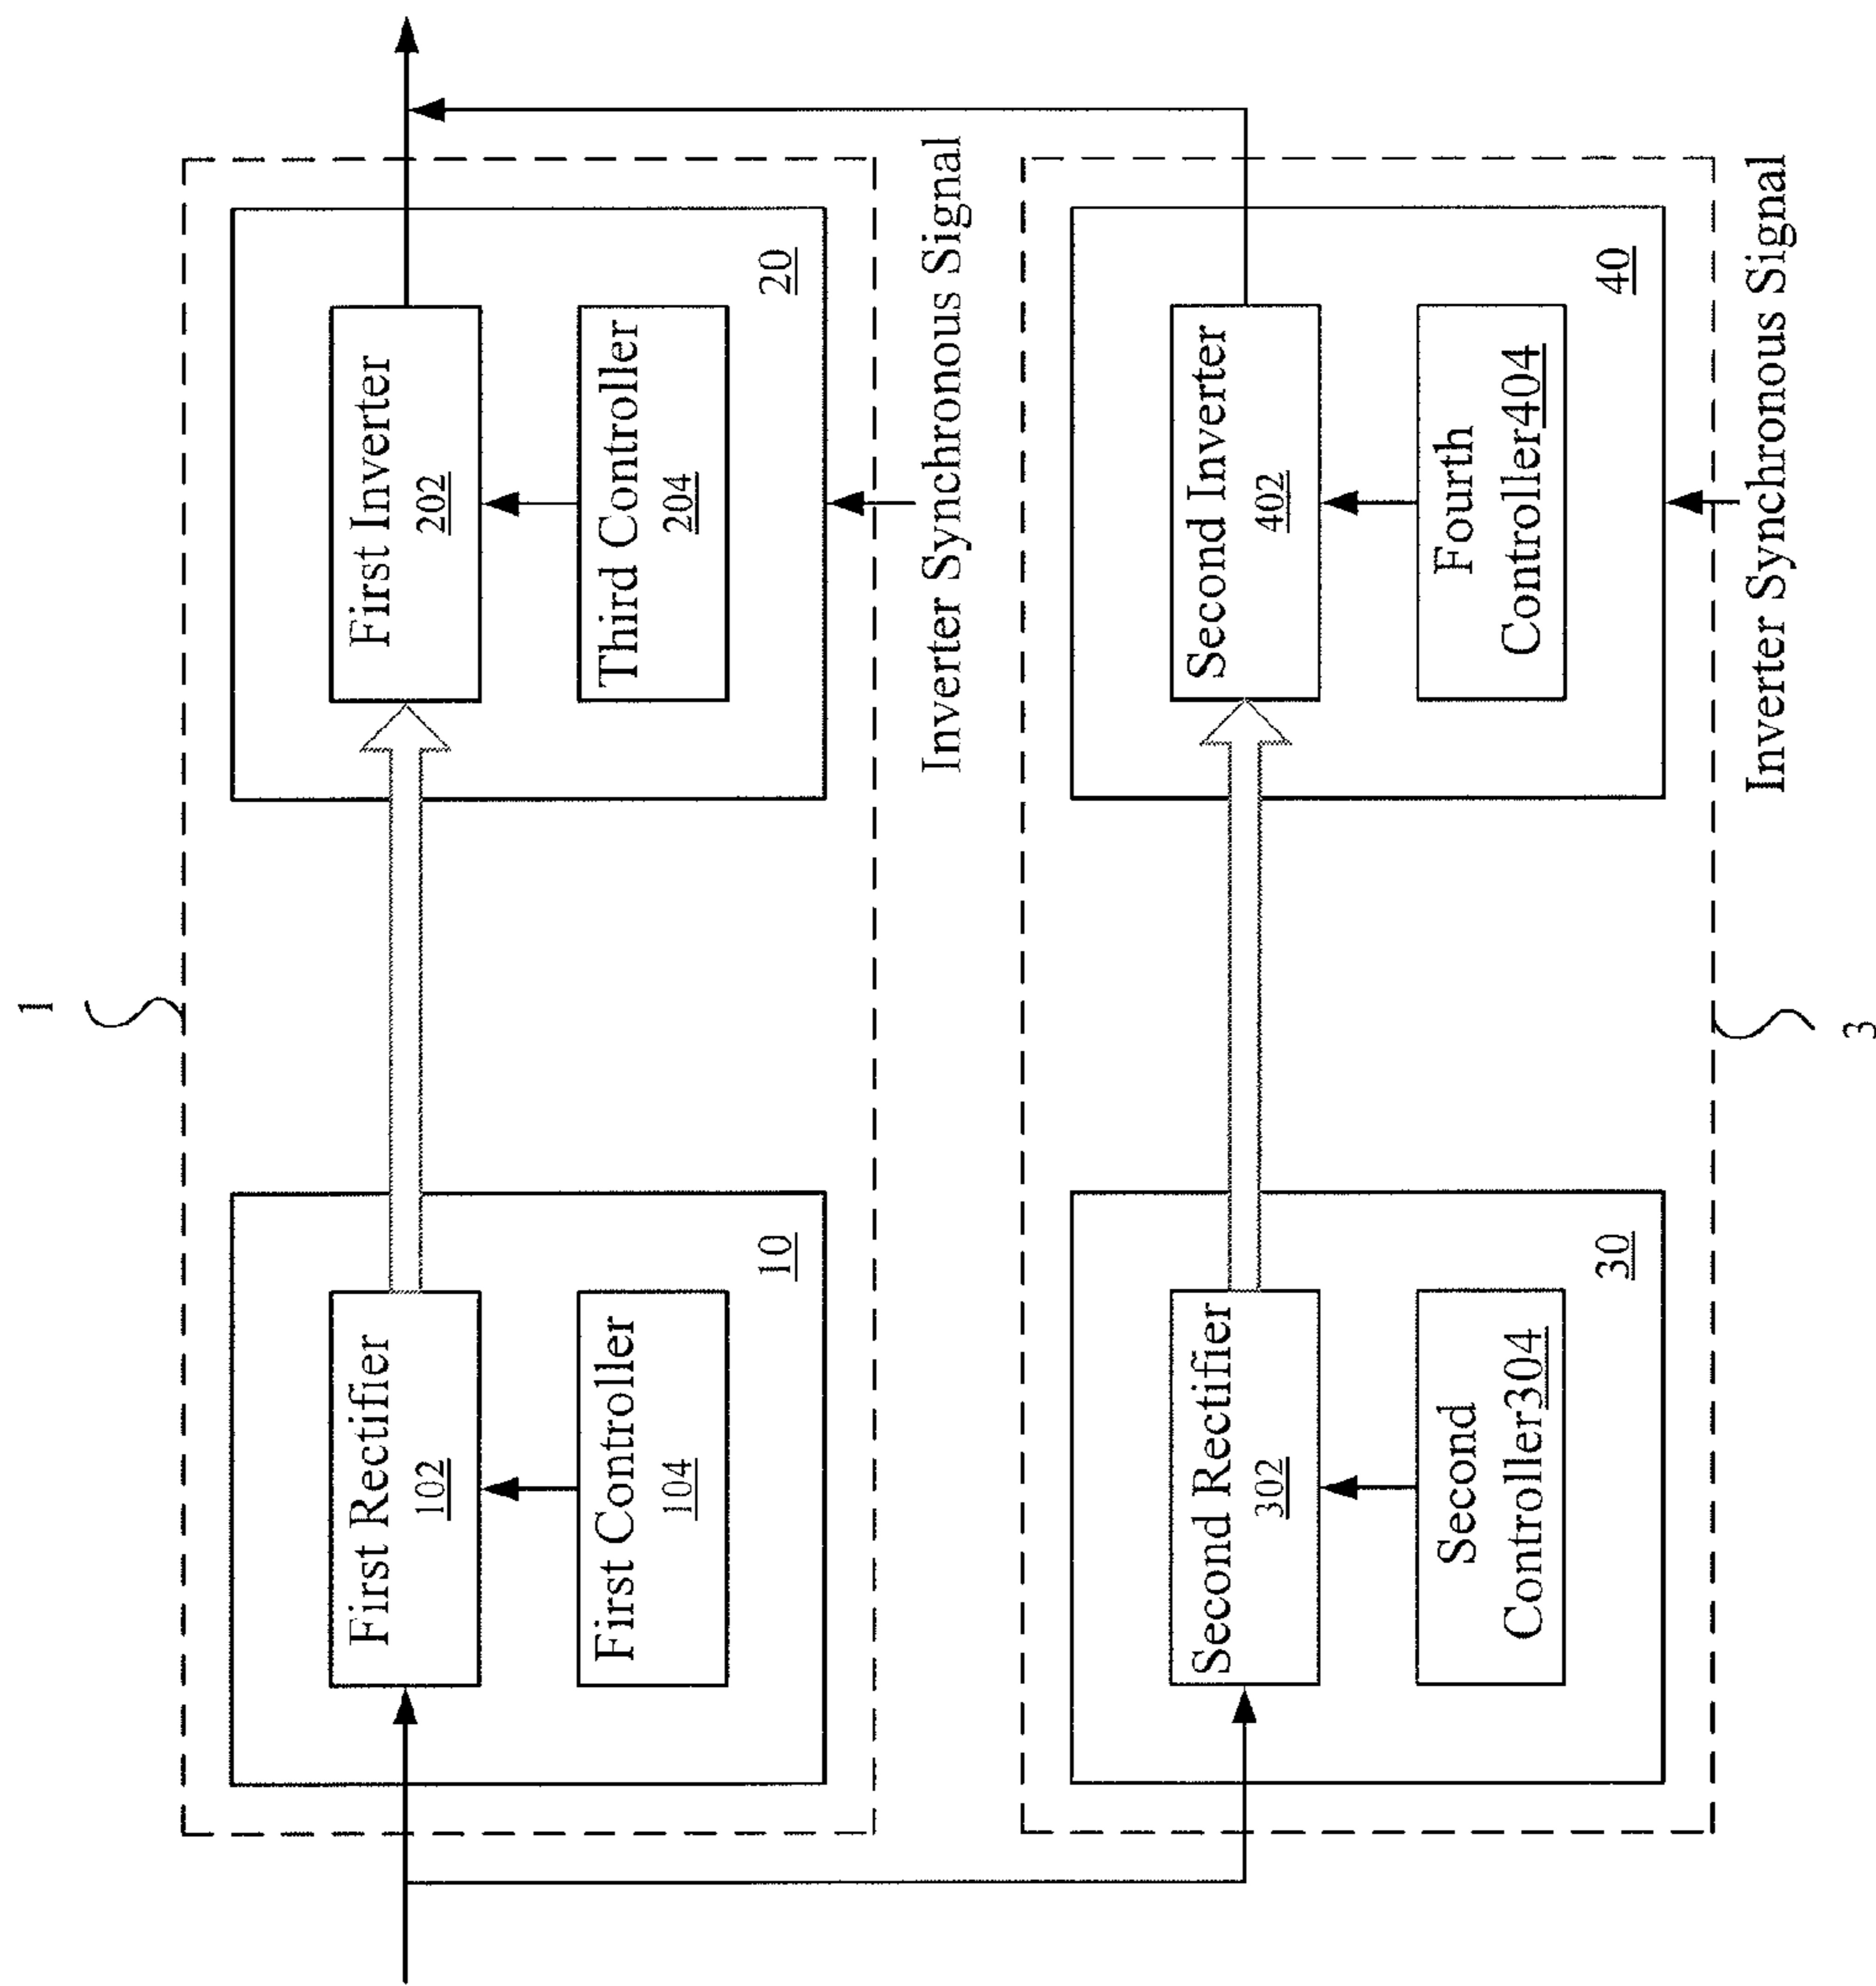 1
First Rectifier
102
First Controller
104
10
First Inverter
202
Third Controller
204
20
Inverter Synchronous Signal
Second Rectifier
302
Second
Controller304
30
Second Inverter
402
Fourth
Controller404
40
Inverter Synchronous Signal
3